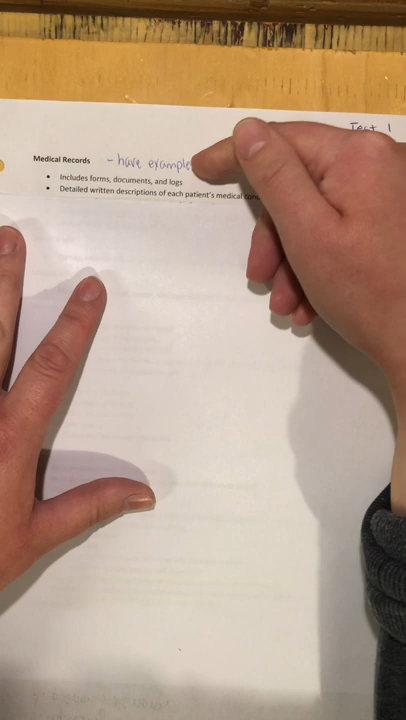 Test 1
Medical Records - have example
• Includes forms, documents, and logs
• Detailed written descriptions of each patient's medical